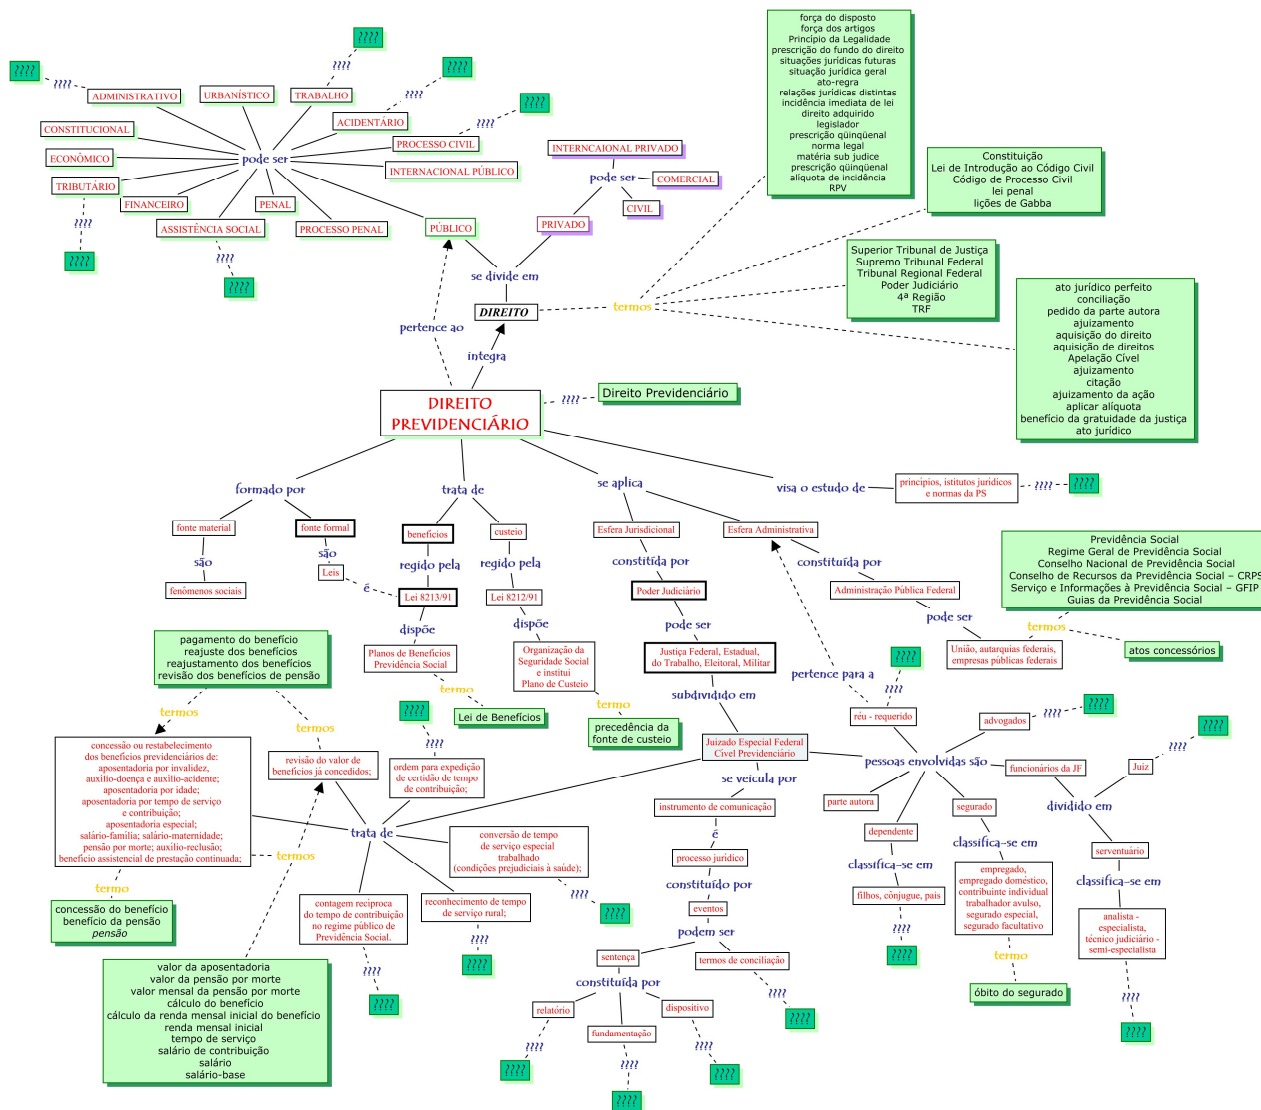 força do disposto
força dos artigos
Princípio da Legalidade
prescrição do fundo do direito
situações jurídicas futuras
situação jurídica geral
ato-regra
relações jurídicas distintas
incidência imediata de lei
direito adquirido
legislador
prescrição qüinqüenal
norma legal
matéria sub judice
prescrição qüinqüenal
alíquota de incidência
RPV
????
????
????
????
????
????
????
????
ADMINISTRATIVO
URBANÍSTICO
TRABALHO
ACIDENTÁRIO
CONSTITUCIONAL
PROCESSO CIVIL
ECONÔMICO
pode ser
INTERNACIONAL PÚBLICO
TRIBUTÁRIO
FINANCEIRO
PENAL
ASSISTÊNCIA SOCIAL
PROCESSO PENAL
????
????
????
????
INTERNCAIONAL PRIVADO
pode ser
COMERCIAL
CIVIL
PRIVADO
PÚBLICO
se divide em
DIREITO
termos
pertence ao
integra
Constituição
Lei de Introdução ao Código Civil
Código de Processo Civil
lei penal
lições de Gabba
Superior Tribunal de Justiça
Supremo Tribunal Federal
Tribunal Regional Federal
Poder Judiciário
4ª Região
TRF
ato jurídico perfeito
conciliação
pedido da parte autora
ajuizamento
aquisição do direito
aquisição de direitos
Apelação Cível
ajuizamento
citação
ajuizamento da ação
aplicar alíquota
benefício da gratuidade da justiça
ato jurídico
DIREITO
PREVIDENCIÁRIO
????
Direito Previdenciário
formado por
trata de
se aplica
visa o estudo de
princípios, istitutos jurídicos
e normas da PS
????
????
fonte material
fonte formal
benefícios
custeio
Esfera Jurisdicional
Esfera Administrativa
são
são
regido pela
regido pela
constituída por
constituída por
fenômenos sociais
Leis
é
Lei 8213/91
Lei 8212/91
Poder Judiciário
Administração Pública Federal
Previdência Social
Regime Geral de Previdência Social
Conselho Nacional de Previdência Social
Conselho de Recursos da Previdência Social – CRPS
Serviço e Informações à Previdência Social – GFIP
Guias da Previdência Social
dispõe
dispõe
pode ser
pode ser
termos
atos concessórios
Planos de Benefícios
Previdência Social
Organização da
Seguridade Social
e institui
Plano de Custeio
Justiça Federal, Estadual,
do Trabalho, Eleitoral, Militar
União, autarquias federais,
empresas públicas federais
pagamento do benefício
reajuste dos benefícios
reajustamento dos benefícios
revisão dos benefícios de pensão
termo
Lei de Benefícios
termo
precedência da
fonte de custeio
subdividido em
pertence para a
????
????
réu - requerido
advogados
????
????
????
????
termos
termos
????
????
concessão ou restabelecimento
dos benefícios previdenciários de:
aposentadoria por invalidez,
auxílio-doença e auxílio-acidente;
aposentadoria por idade;
aposentadoria por tempo de serviço
e contribuição;
aposentadoria especial;
salário-família; salário-maternidade;
pensão por morte; auxílio-reclusão;
benefício assistencial de prestação continuada;
revisão do valor de
benefícios já concedidos;
ordem para expedição
de certidão de tempo
de contribuição;
Juizado Especial Federal
Cível Previdenciário
pessoas envolvidas são
funcionários da JF
Juiz
se veicula por
parte autora
segurado
dividido em
trata de
instrumento de comunicação
dependente
serventuário
termos
conversão de tempo
de serviço especial
trabalhado
(condições prejudiciais à saúde);
é
processo jurídico
classifica-se em
classifica-se em
classifica-se em
termo
concessão do benefício
benefício da pensão
pensão
contagem recíproca
do tempo de contribuição
no regime público de
Previdência Social.
reconhecimento de tempo
de serviço rural;
????
????
constituído por
eventos
filhos, cônjugue, pais
empregado,
empregado doméstico,
contribuinte individual
trabalhador avulso,
segurado especial,
segurado facultativo
analista -
especialista,
técnico judiciário -
semi-especialista
????
????
????
????
podem ser
????
????
termo
óbito do segurado
????
????
valor da aposentadoria
valor da pensão por morte
valor mensal da pensão por morte
cálculo do benefício
cálculo da renda mensal inicial do benefício
renda mensal inicial
tempo de serviço
salário de contribuição
salário
salário-base
sentença
termos de conciliação
constituída por
????
????
relatório
fundamentação
dispositivo
????
????
????
????
????
????